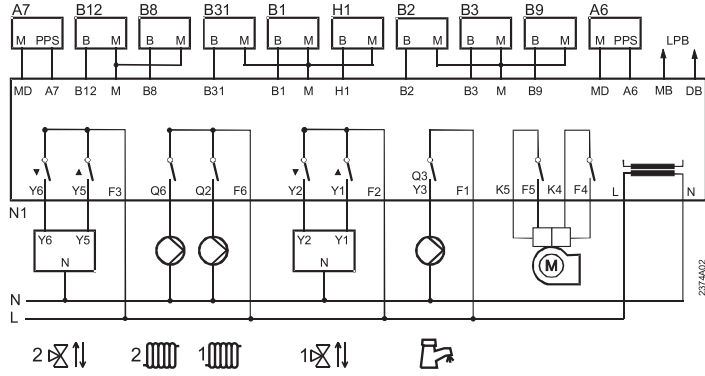 A7 B12 B8 B31 B1 H1 B2 B3 B9 A6
M PPS B M B M B M B M B M B M B M B M M PPS LPB
MD A7 B12 M B8 B31 B1 M H1 B2 B3 M B9 MD A6 MB DB
Q3
Y6 Y5 F3 Q6 Q2 F6 Y2 Y1 F2 Y3 F1 K5 F5 K4 F4 L N
N1
Y6 Y5 Y2 Y1
N N M
2374A02
N
L
2 2 1 1